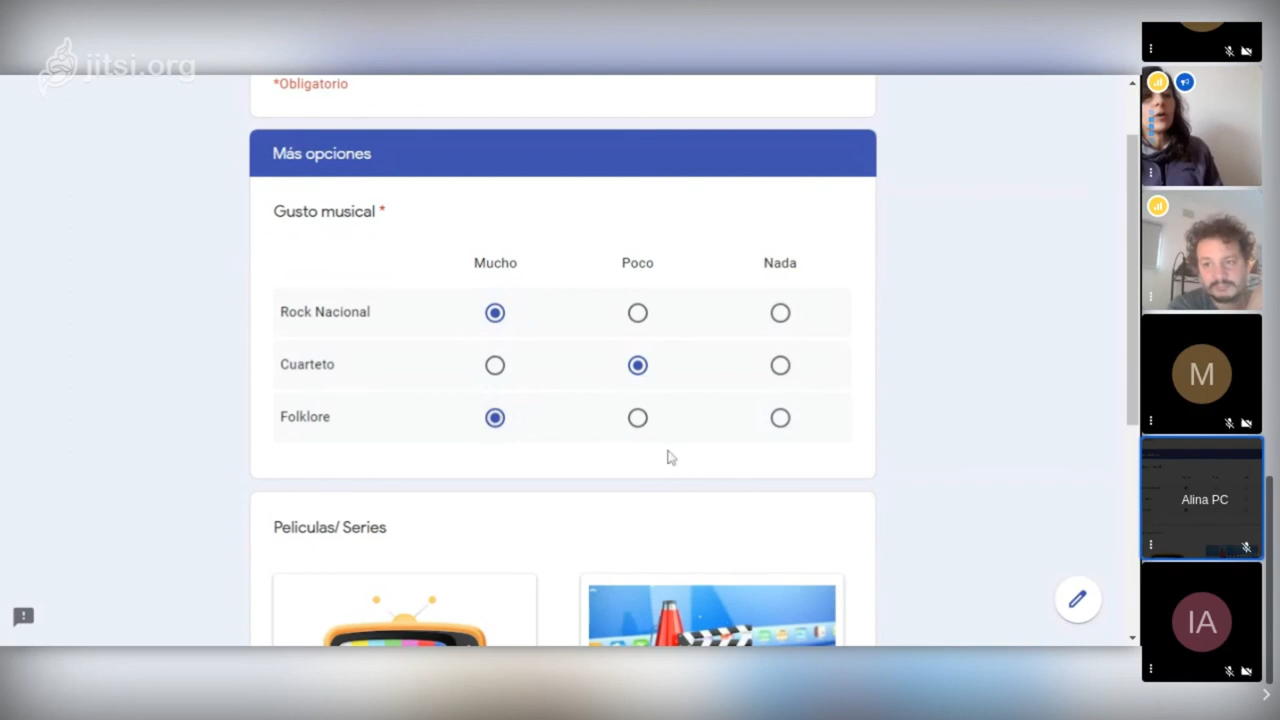 jitsi.org
*Obligatorio
Más opciones
Gusto musical *
Mucho Poco Nada
Rock Nacional
Cuarteto
Folklore
Peliculas/ Series
M
Alina PC
IA